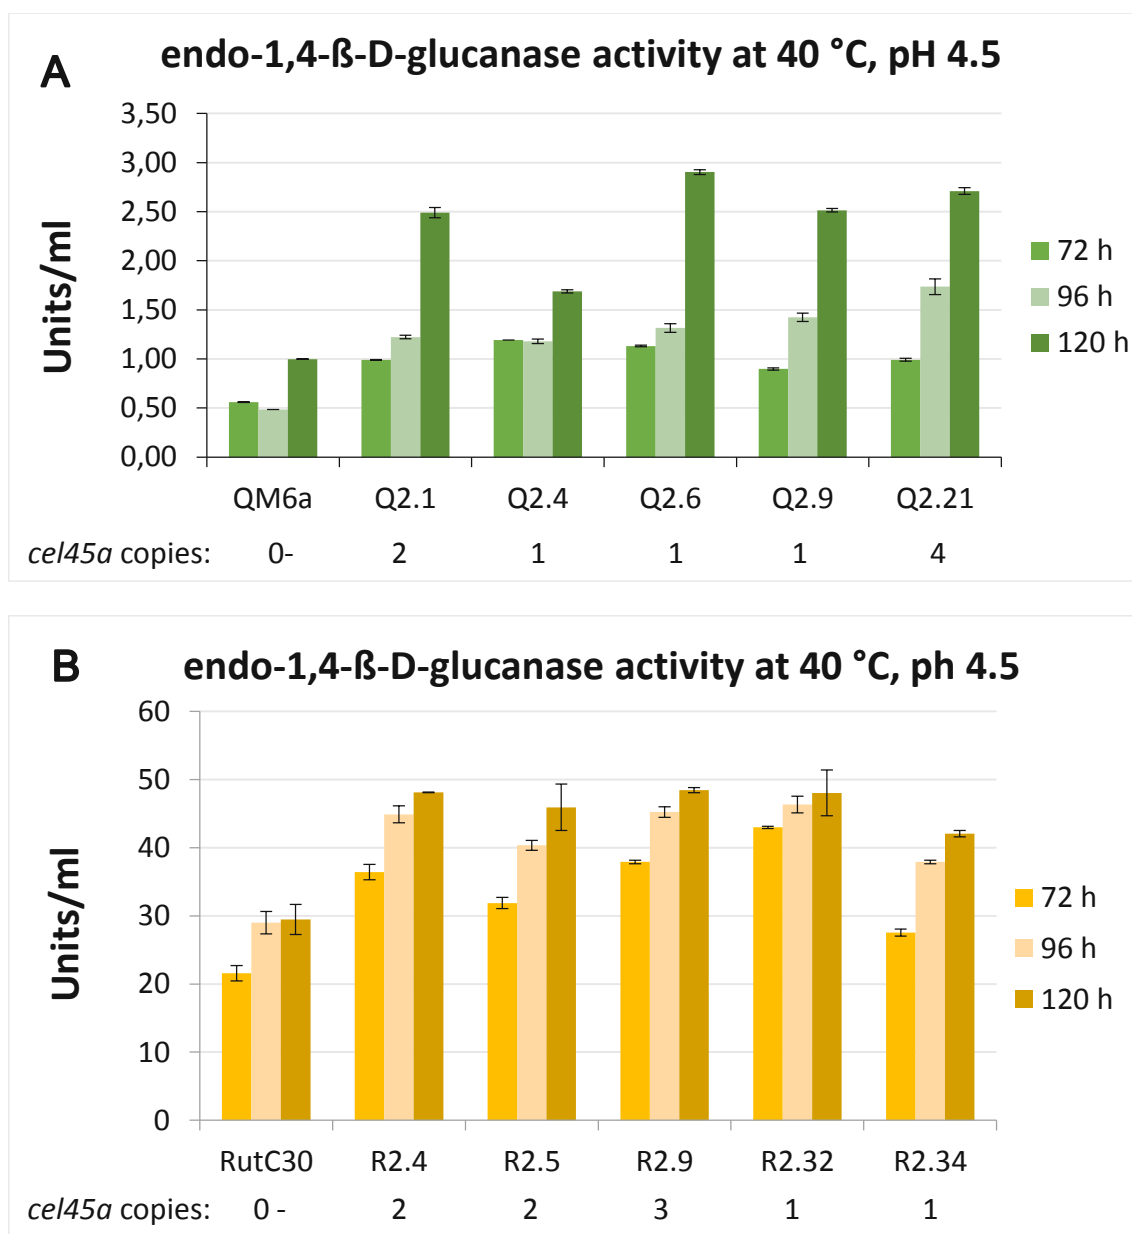 A
endo-1,4-ß-D-glucanase activity at 40 °C, pH 4.5
Units/ml
3,50
3,00
2,50
2,00
1,50
1,00
0,50
0,00
72 h
96 h
120 h
QM6a Q2.1 Q2.4 Q2.6 Q2.9 Q2.21
cel45a copies: 0- 2 1 1 1 4
B
endo-1,4-ß-D-glucanase activity at 40 °C, ph 4.5
Units/ml
60
50
40
30
20
10
0
72 h
96 h
120 h
RutC30 R2.4 R2.5 R2.9 R2.32 R2.34
cel45a copies: 0 - 2 2 3 1 1